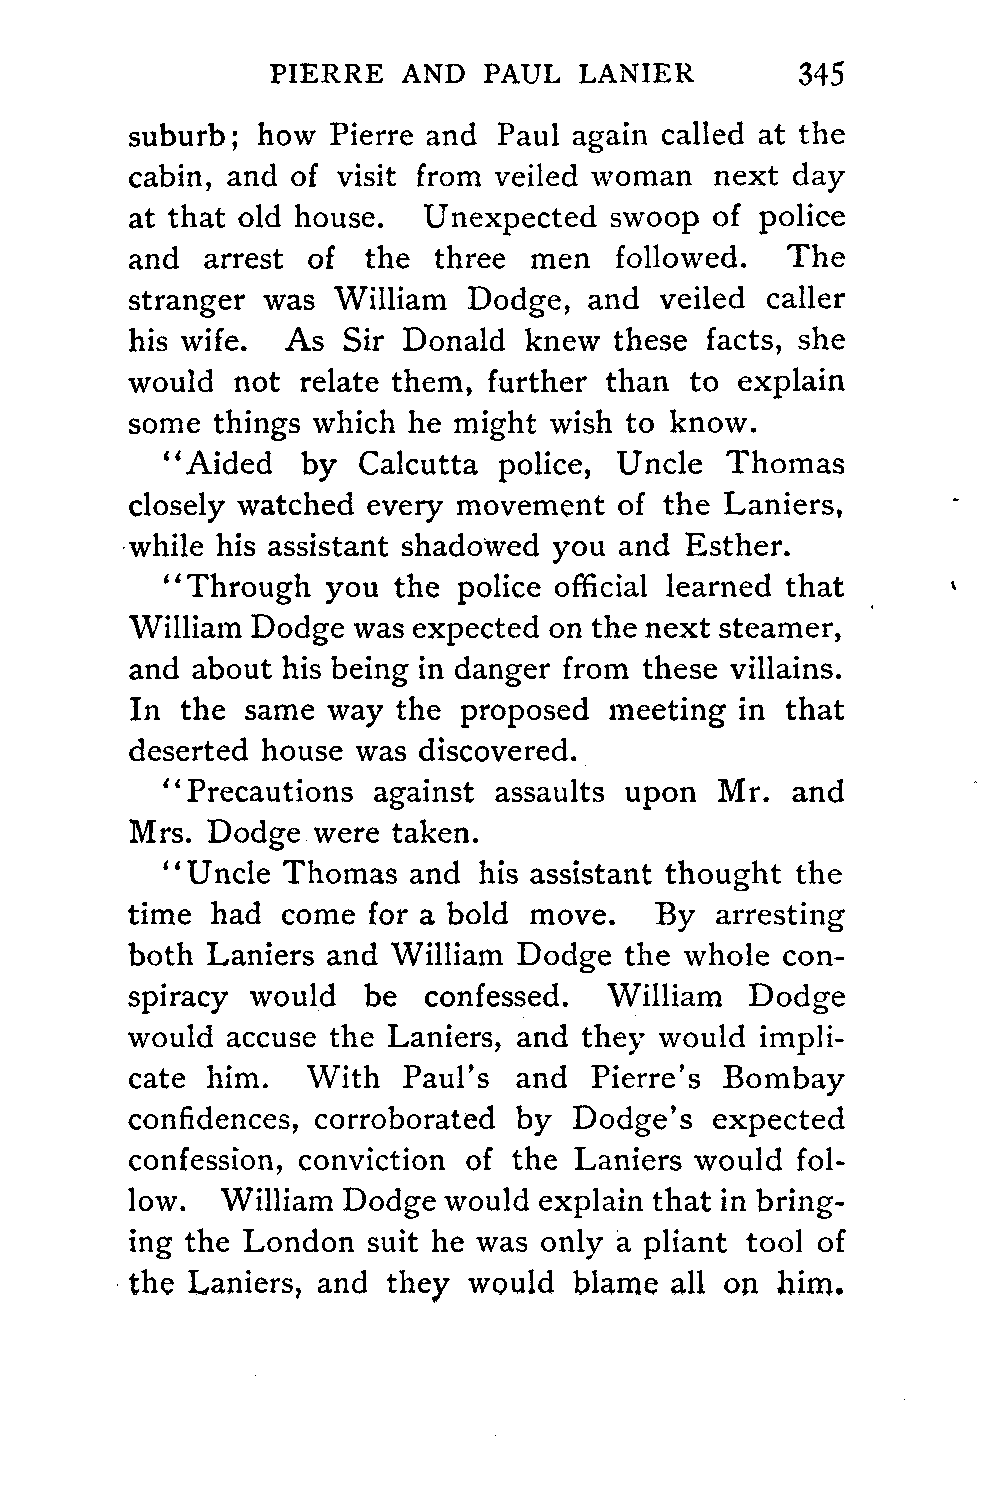 PIERRE AND PAUL LANIER 345
suburb; how Pierre and Paul again called at the
cabin, and of visit from veiled woman next day
at that old house. Unexpected swoop of police
and arrest of the three men followed. The
stranger was William Dodge, and veiled caller
his wife. As Sir Donald knew these facts, she
would not relate them, further than to explain
some things which he might wish to know.
“Aided by Calcutta police, Uncle Thomas
closely watched every movement of the Laniers,
while his assistant shadowed you and Esther.
“Through you the police official learned that
William Dodge was expected on the next steamer,
and about his being in danger from these villains.
In the same way the proposed meeting in that
deserted house was discovered.
“Precautions against assaults upon Mr. and
Mrs. Dodge were taken.
“Uncle Thomas and his assistant thought the
time had come for a bold move. By arresting
both Laniers and William Dodge the whole con-
spiracy would be confessed. William Dodge
would accuse the Laniers, and they would impli-
cate him. With Paul's and Pierre's Bombay
confidences, corroborated by Dodge's expected
confession, conviction of the Laniers would fol-
low. William Dodge would explain that in bring-
ing the London suit he was only a pliant tool of
the Laniers, and they would blame all on him.